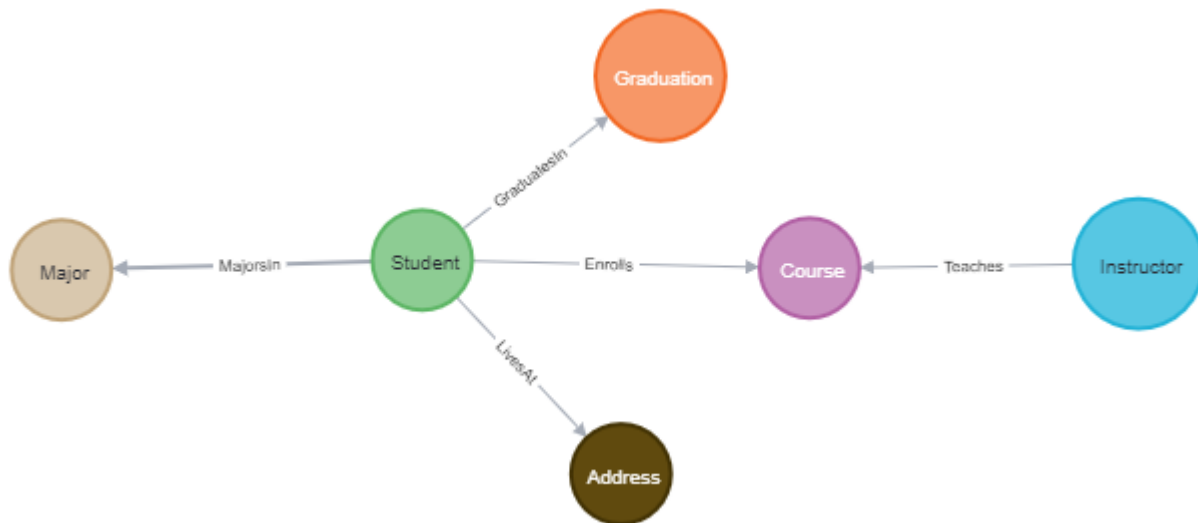 Graduation
GraduatesIn
Major
MajorsIn
Student
Enrolls
Course
Teaches
Instructor
LivesAt
Address